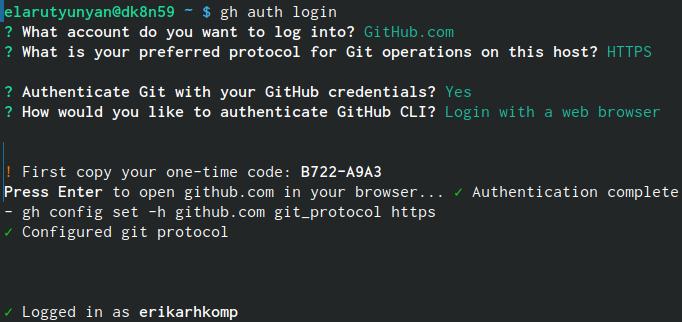 elarutyunyan@dk8n59 ~ $ gh auth login
? What account do you want to log into? GitHub.com
? What is your preferred protocol for Git operations on this host? HTTPS
? Authenticate Git with your GitHub credentials? Yes
? How would you like to authenticate GitHub CLI? Login with a web browser
! First copy your one-time code: B722-A9A3
Press Enter to open github.com in your browser... ✓ Authentication complete
- gh config set -h github.com git_protocol https
✓ Configured git protocol
✓ Logged in as erikarhkomp